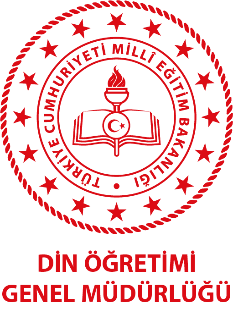 TÜRKİYE CUMHURİYETİ MİLLÎ EĞİTİM BAKANLIĞI
DİN ÖĞRETİMİ
GENEL MÜDÜRLÜĞÜ